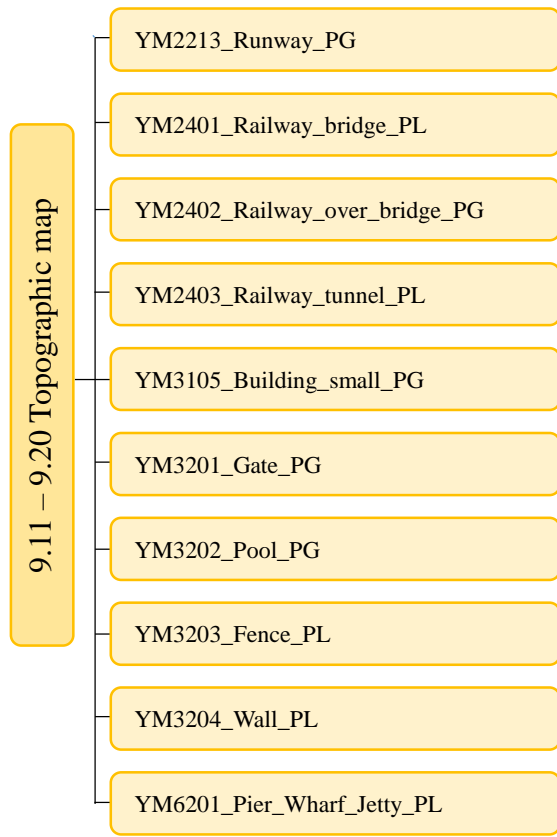 9.11 – 9.20 Topographic map
YM2213_Runway_PG
YM2401_Railway_bridge_PL
YM2402_Railway_over_bridge_PG
YM2403_Railway_tunnel_PL
YM3105_Building_small_PG
YM3201_Gate_PG
YM3202_Pool_PG
YM3203_Fence_PL
YM3204_Wall_PL
YM6201_Pier_Wharf_Jetty_PL